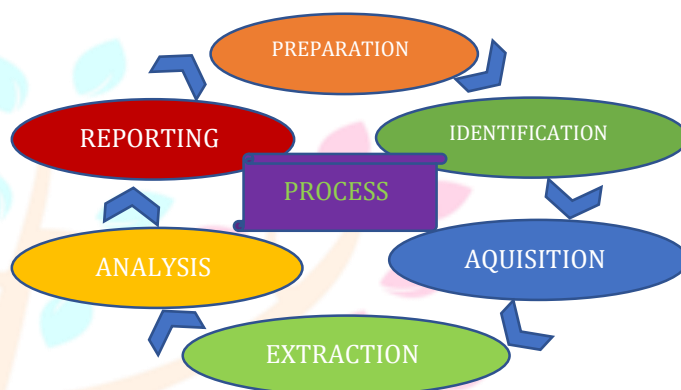 PREPARATION
IDENTIFICATION
AQUISITION
EXTRACTION
ANALYSIS
REPORTING
PROCESS